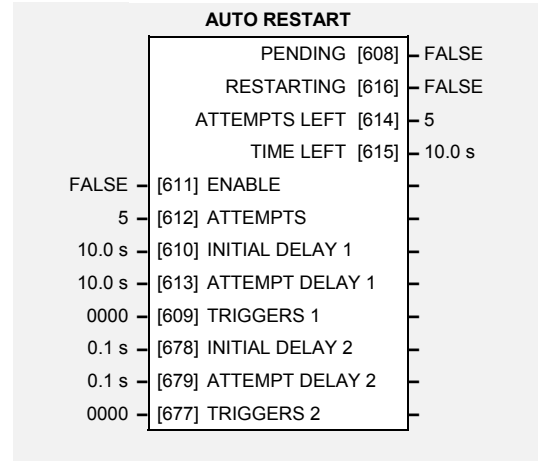 AUTO RESTART
PENDING [608] – FALSE
RESTARTING [616] – FALSE
ATTEMPTS LEFT [614] – 5
TIME LEFT [615] – 10.0 s
FALSE – [611] ENABLE –
5 – [612] ATTEMPTS –
10.0 s – [610] INITIAL DELAY 1 –
10.0 s – [613] ATTEMPT DELAY 1 –
0000 – [609] TRIGGERS 1 –
0.1 s – [678] INITIAL DELAY 2 –
0.1 s – [679] ATTEMPT DELAY 2 –
0000 – [677] TRIGGERS 2 –